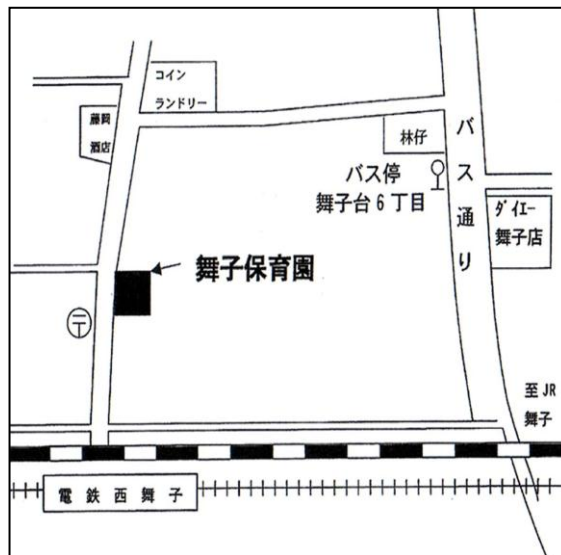 コイン
ランドリー
藤岡
酒店
林仔
バス停
舞子台6丁目
バス通り
ダイエー
舞子店
舞子保育園
〒
至JR
舞子
電鉄西舞子